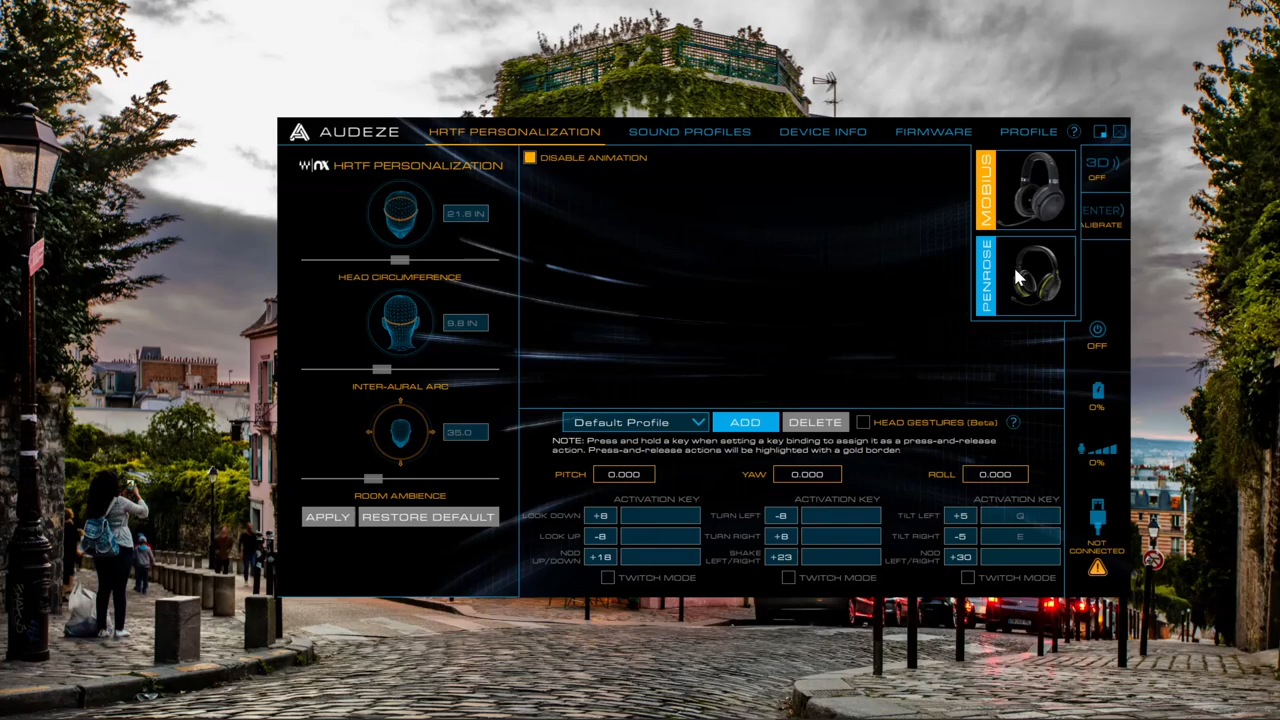 AUDEZE
HRTF PERSONALIZATION
SOUND PROFILES
DEVICE INFO
FIRMWARE
PROFILE
?
W|NX HRTF PERSONALIZATION
21.8 IN
HEAD CIRCUMFERENCE
9.8 IN
INTER-AURAL ARC
35.0
ROOM AMBIENCE
APPLY
RESTORE DEFAULT
DISABLE ANIMATION
MOBIUS
PENROSE
3D
OFF
ENTER)
ALIBRATE
OFF
0%
0%
NOT
CONNECTED
Default Profile
ADD
DELETE
HEAD GESTURES (Beta)
?
NOTE: Press and hold a key when setting a key binding to assign it as a press-and-release
action. Press-and-release actions will be highlighted with a gold border.
PITCH 0.000
YAW 0.000
ROLL 0.000
ACTIVATION KEY
ACTIVATION KEY
ACTIVATION KEY
LOOK DOWN +8
TURN LEFT -8
TILT LEFT +5 Q
LOOK UP -8
TURN RIGHT +8
TILT RIGHT -5 E
NOD
UP/DOWN +18
SHAKE
LEFT/RIGHT +23
NOD
LEFT/RIGHT +30
TWITCH MODE
TWITCH MODE
TWITCH MODE